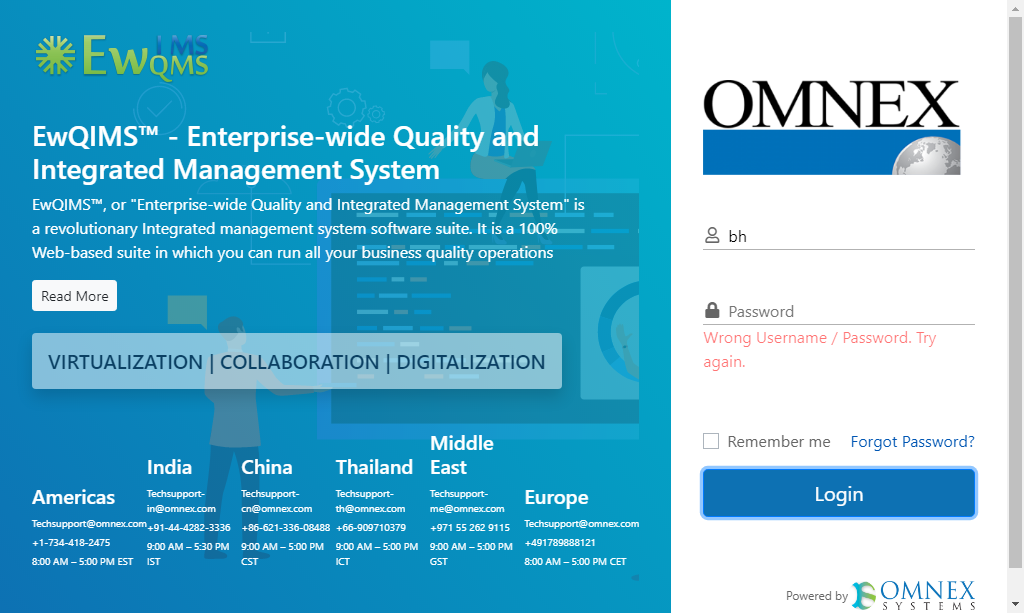 EwQMS
IMS
EwQIMS™ - Enterprise-wide Quality and
Integrated Management System
EwQIMS™, or "Enterprise-wide Quality and Integrated Management System" is
a revolutionary Integrated management system software suite. It is a 100%
Web-based suite in which you can run all your business quality operations
Read More
VIRTUALIZATION | COLLABORATION | DIGITALIZATION
Americas
Techsupport@omnex.com
+1-734-418-2475
8:00 AM – 5:00 PM EST
India
Techsupport-
in@omnex.com
+91-44-4282-3336
9:00 AM – 5:30 PM
IST
China
Techsupport-
cn@omnex.com
+86-621-336-08488
9:00 AM – 5:00 PM
CST
Thailand
Techsupport-
th@omnex.com
+66-909710379
9:00 AM – 5:00 PM
ICT
Middle
East
Techsupport-
me@omnex.com
+971 55 262 9115
9:00 AM – 5:00 PM
GST
Europe
Techsupport@omnex.com
+491789888121
8:00 AM – 5:00 PM CET
OMNEX
bh
Password
Wrong Username / Password. Try
again.
Remember me
Forgot Password?
Login
Powered by
OMNEX
SYSTEMS